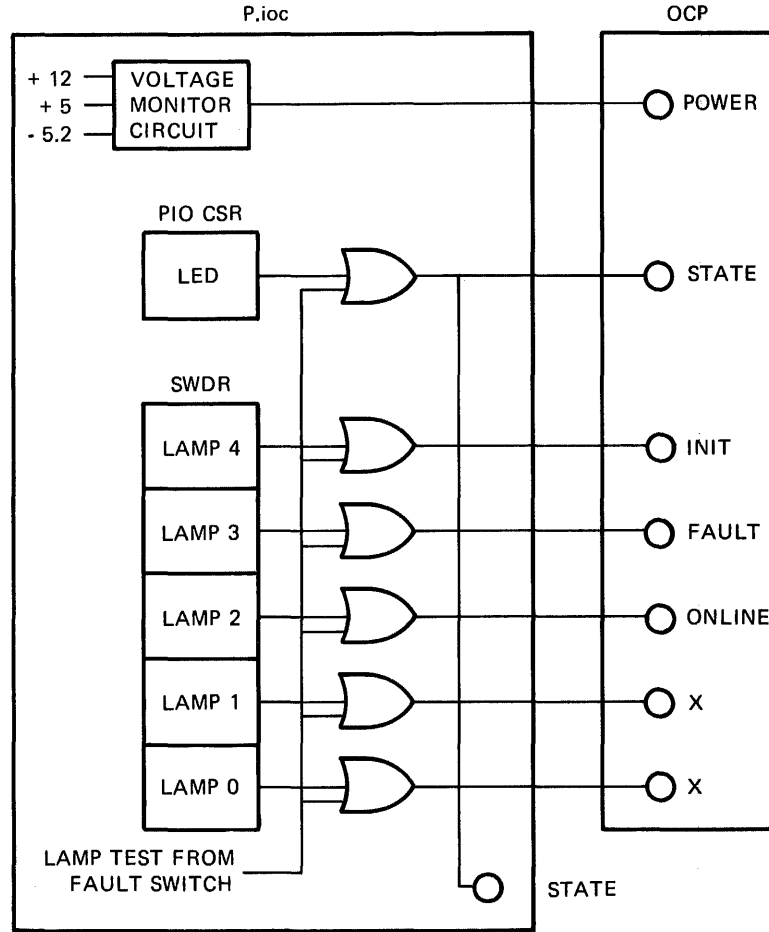 P.ioc
OCP
+ 12
+ 5
- 5.2
VOLTAGE
MONITOR
CIRCUIT
POWER
PIO CSR
LED
STATE
SWDR
LAMP 4
INIT
LAMP 3
FAULT
LAMP 2
ONLINE
LAMP 1
X
LAMP 0
X
LAMP TEST FROM
FAULT SWITCH
STATE